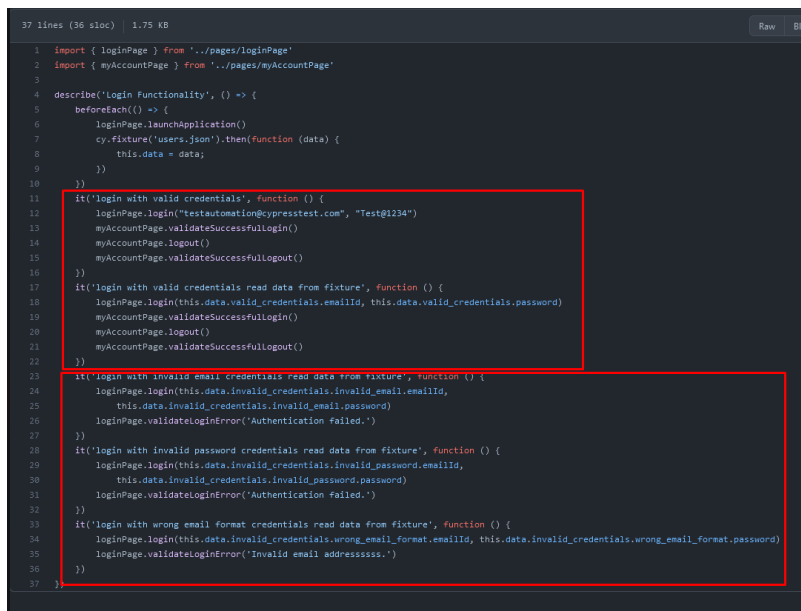 37 lines (36 sloc) 1.75 KB Raw
1 import { loginPage } from '../pages/loginPage'
2 import { myAccountPage } from '../pages/myAccountPage'
3
4 describe('Login Functionality', () => {
5 beforeEach(() => {
6 loginPage.launchApplication()
7 cy.fixture('users.json').then(function (data) {
8 this.data = data;
9 })
10 })
11 it('login with valid credentials', function () {
12 loginPage.login("testautomation@cypresstest.com", "Test@1234")
13 myAccountPage.validateSuccessfulLogin()
14 myAccountPage.logout()
15 myAccountPage.validateSuccessfulLogout()
16 })
17 it('login with valid credentials read data from fixture', function () {
18 loginPage.login(this.data.valid_credentials.emailId, this.data.valid_credentials.password)
19 myAccountPage.validateSuccessfulLogin()
20 myAccountPage.logout()
21 myAccountPage.validateSuccessfulLogout()
22 })
23 it('login with invalid email credentials read data from fixture', function () {
24 loginPage.login(this.data.invalid_credentials.invalid_email.emailId,
25 this.data.invalid_credentials.invalid_email.password)
26 loginPage.validateLoginError('Authentication failed.')
27 })
28 it('login with invalid password credentials read data from fixture', function () {
29 loginPage.login(this.data.invalid_credentials.invalid_password.emailId,
30 this.data.invalid_credentials.invalid_password.password)
31 loginPage.validateLoginError('Authentication failed.')
32 })
33 it('login with wrong email format credentials read data from fixture', function () {
34 loginPage.login(this.data.invalid_credentials.wrong_email_format.emailId, this.data.invalid_credentials.wrong_email_format.password)
35 loginPage.validateLoginError('Invalid email addressssss.')
36 })
37 })